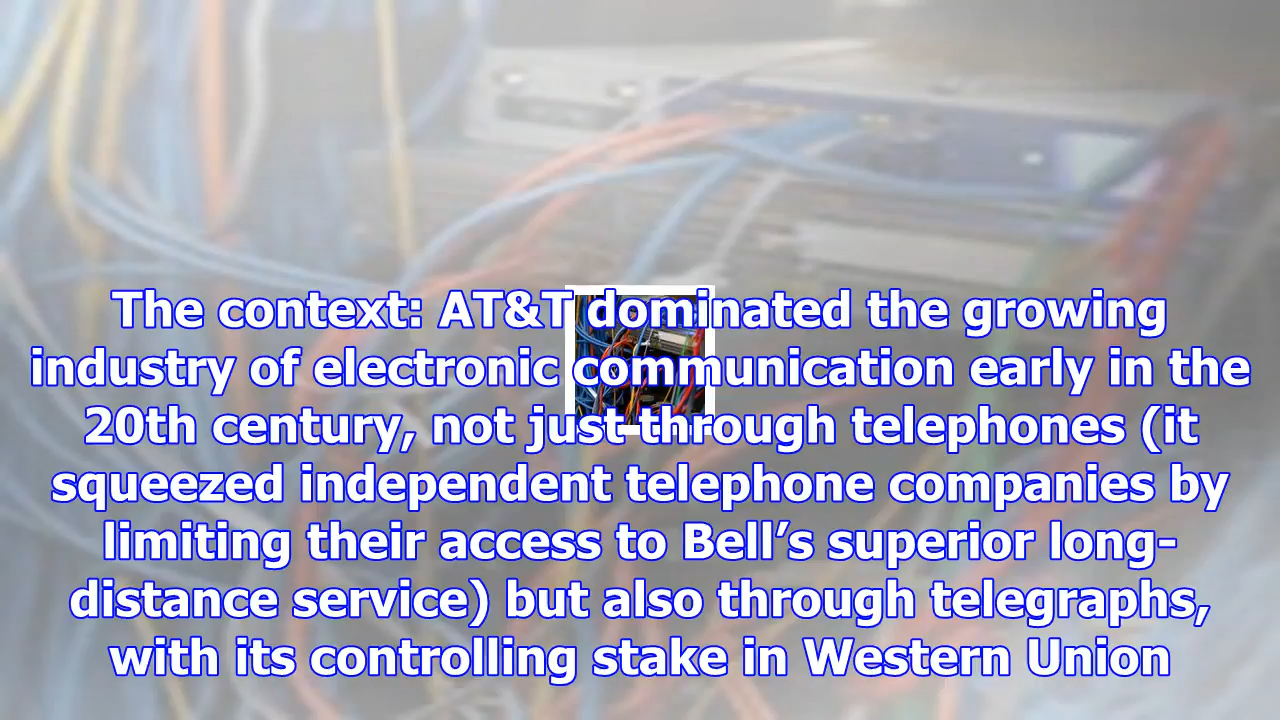 The context: AT&T dominated the growing
industry of electronic communication early in the
20th century, not just through telephones (it
squeezed independent telephone companies by
limiting their access to Bell’s superior long-
distance service) but also through telegraphs,
with its controlling stake in Western Union